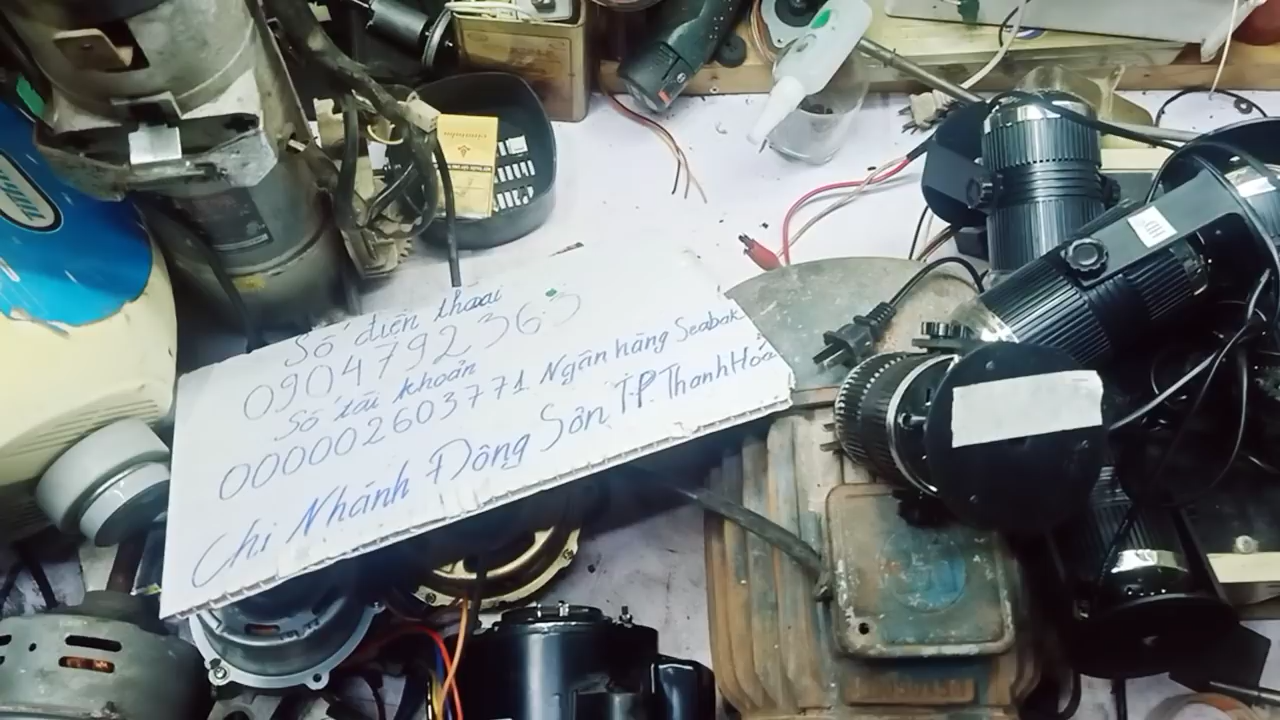 Số điện thoại
0904792363
Số tài khoản
000002603771 Ngân hàng Seabak
Chi Nhánh Đông Sơn T.P. Thanh Hoá